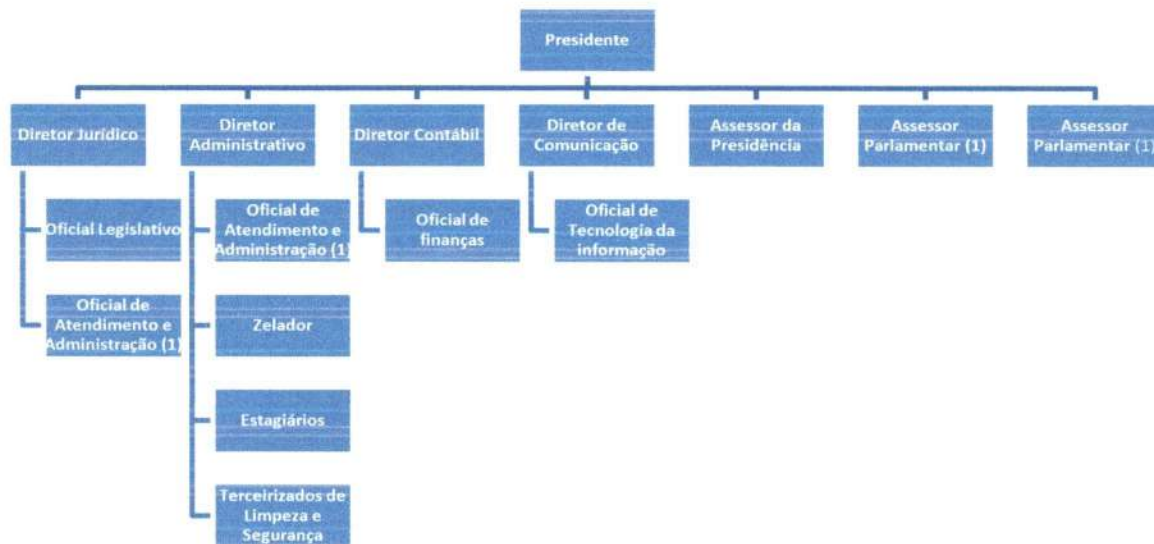 Presidente
Diretor Jurídico
Diretor
Administrativo
Diretor Contábil
Diretor de
Comunicação
Assessor da
Presidência
Assessor
Parlamentar (1)
Assessor
Parlamentar (1)
Oficial Legislativo
Oficial de
Atendimento e
Administração (1)
Oficial de
Atendimento e
Administração (1)
Zelador
Estagiários
Terceirizados de
Limpeza e
Segurança
Oficial de
finanças
Oficial de
Tecnologia da
informação